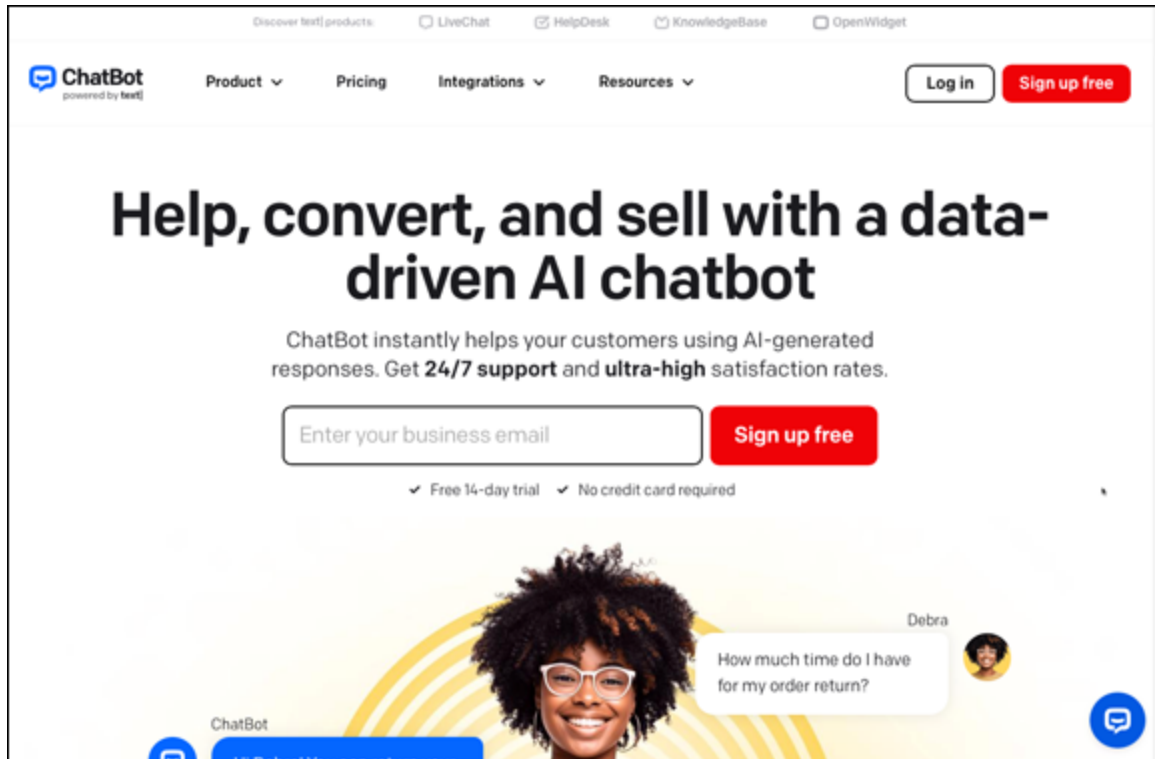 Discover text| products:
LiveChat
HelpDesk
KnowledgeBase
OpenWidget
ChatBot
powered by text|
Product
Pricing
Integrations
Resources
Log in
Sign up free
Help, convert, and sell with a data-
driven AI chatbot
ChatBot instantly helps your customers using AI-generated
responses. Get 24/7 support and ultra-high satisfaction rates.
Enter your business email
Sign up free
Free 14-day trial
No credit card required
Debra
How much time do I have
for my order return?
ChatBot